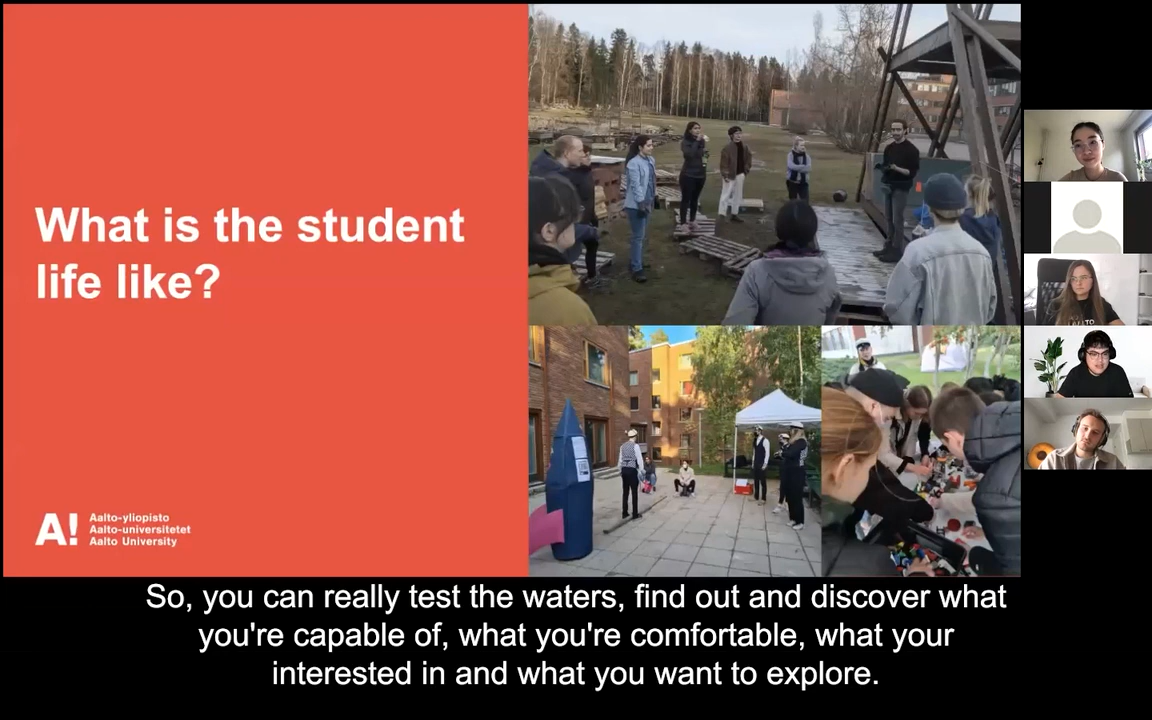 What is the student
life like?
A!
Aalto-yliopisto
Aalto-universitetet
Aalto University
So, you can really test the waters, find out and discover what
you're capable of, what you're comfortable, what your
interested in and what you want to explore.